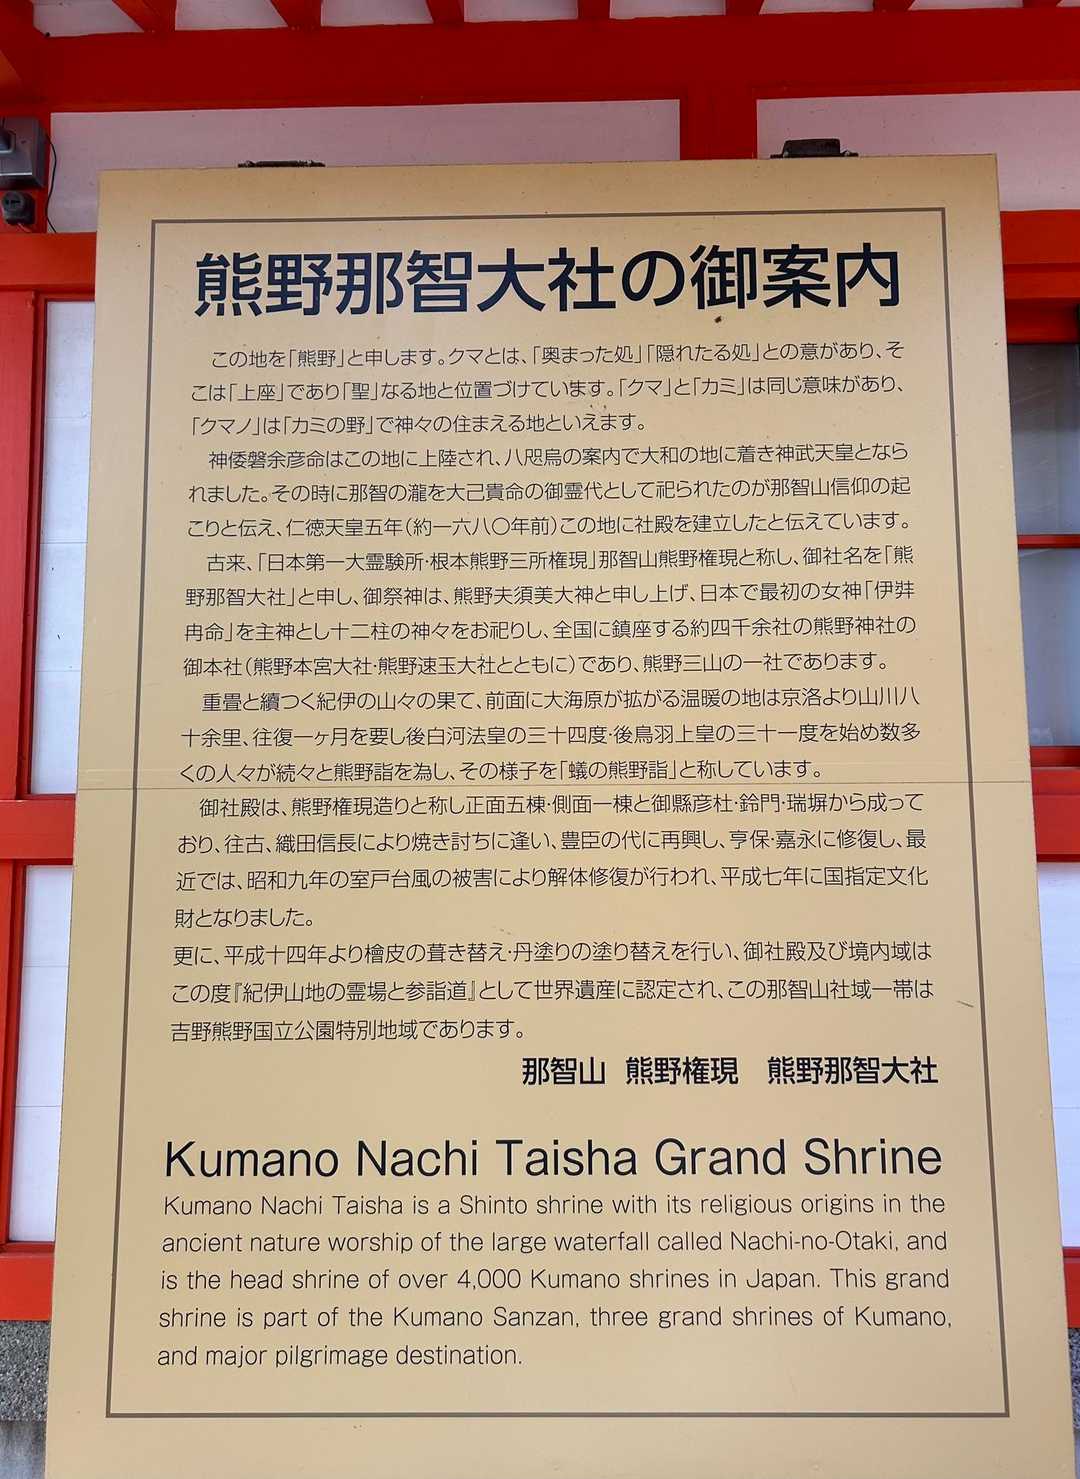 熊野那智大社の御案内
この地を「熊野」と申します。クマとは、「奥まった処」「隠れたる処」との意があり、そ
こは「上座」であり「聖」なる地と位置づけています。「クマ」と「カミ」は同じ意味があり、
「クマノ」は「カミの野」で神々の住まえる地といえます。
神倭磐余彦命はこの地に上陸され、八咫烏の案内で大和の地に着き神武天皇となら
れました。その時に那智の瀧を大己貴命の御霊代として祀られたのが那智山信仰の起
こりと伝え、仁徳天皇五年(約一六八〇年前)この地に社殿を建立したと伝えています。
古来、「日本第一大霊験所・根本熊野三所権現」那智山熊野権現と称し、御社名を「熊
野那智大社」と申し、御祭神は、熊野夫須美大神と申し上げ、日本で最初の女神「伊弉
冉命」を主神とし十二柱の神々をお祀りし、全国に鎮座する約四千余社の熊野神社の
御本社(熊野本宮大社・熊野速玉大社とともに)であり、熊野三山の一社であります。
重畳と續つく紀伊の山々の果て、前面に大海原が拡がる温暖の地は京洛より山川八
十余里、往復一ヶ月を要し後白河法皇の三十四度・後鳥羽上皇の三十一度を始め数多
くの人々が続々と熊野詣を為し、その様子を「蟻の熊野詣」と称しています。
御社殿は、熊野権現造りと称し正面五棟・側面一棟と御縣彦杜・鈴門・瑞塀から成って
おり、往古、織田信長により焼き討ちに逢い、豊臣の代に再興し、亨保・嘉永に修復し、最
近では、昭和九年の室戸台風の被害により解体修復が行われ、平成七年に国指定文化
財となりました。
更に、平成十四年より檜皮の葺き替え・丹塗りの塗り替えを行い、御社殿及び境内域は
この度『紀伊山地の霊場と参詣道』として世界遺産に認定され、この那智山社域一帯は
吉野熊野国立公園特別地域であります。
那智山 熊野権現 熊野那智大社
Kumano Nachi Taisha Grand Shrine
Kumano Nachi Taisha is a Shinto shrine with its religious origins in the
ancient nature worship of the large waterfall called Nachi-no-Otaki, and
is the head shrine of over 4,000 Kumano shrines in Japan. This grand
shrine is part of the Kumano Sanzan, three grand shrines of Kumano,
and major pilgrimage destination.